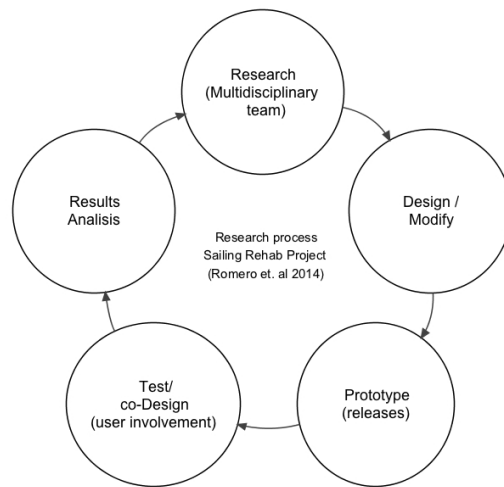 Research
(Multidisciplinary
team)
Design /
Modify
Prototype
(releases)
Test/
co-Design
(user involvement)
Results
Analisis
Research process
Sailing Rehab Project
(Romero et. al 2014)